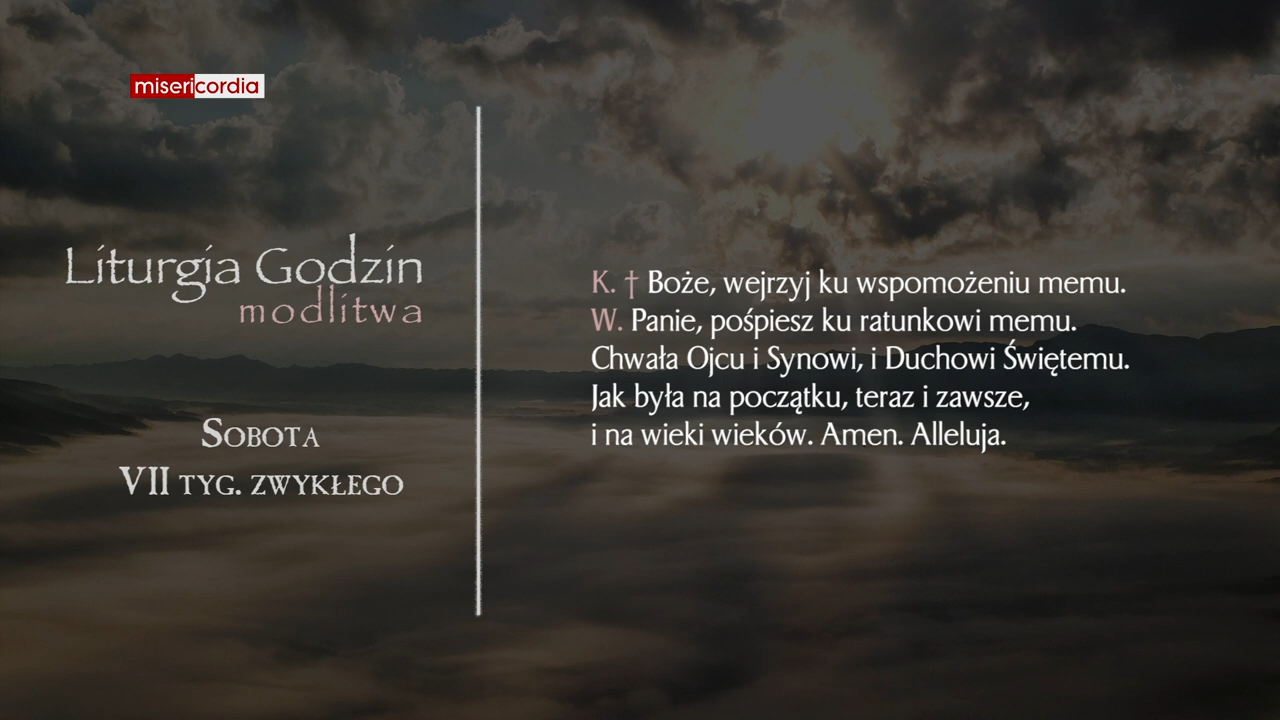 misericordia
Liturgia Godzin
modlitwa
Sobota
VII tyg. zwykłego
K. † Boże, wejrzyj ku wspomożeniu memu.
W. Panie, pośpiesz ku ratunkowi memu.
Chwała Ojcu i Synowi, i Duchowi Świętemu.
Jak była na początku, teraz i zawsze,
i na wieki wieków. Amen. Alleluja.